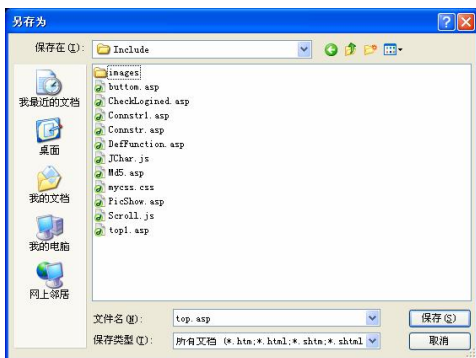 另存为
保存在(I):
Include
我最近的文档
桌面
我的文档
我的电脑
网上邻居
images
buttom.asp
CheckLogined.asp
Connstr1.asp
Connstr.asp
DefFunction.asp
JChar.js
Md5.asp
mycss.css
PicShow.asp
Scroll.js
top1.asp
文件名(N):
top.asp
保存(S)
保存类型(T):
所有文档 (*.htm;*.html;*.shtm;*.shtml
取消